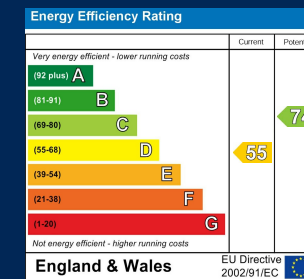 Energy Efficiency Rating
Current
Very energy efficient - lower running costs
(92 plus) A
(81-91) B
(69-80) C
(55-68) D
(39-54) E
(21-38) F
(1-20) G
55
Not energy efficient - higher running costs
England & Wales
EU Directive
2002/91/EC